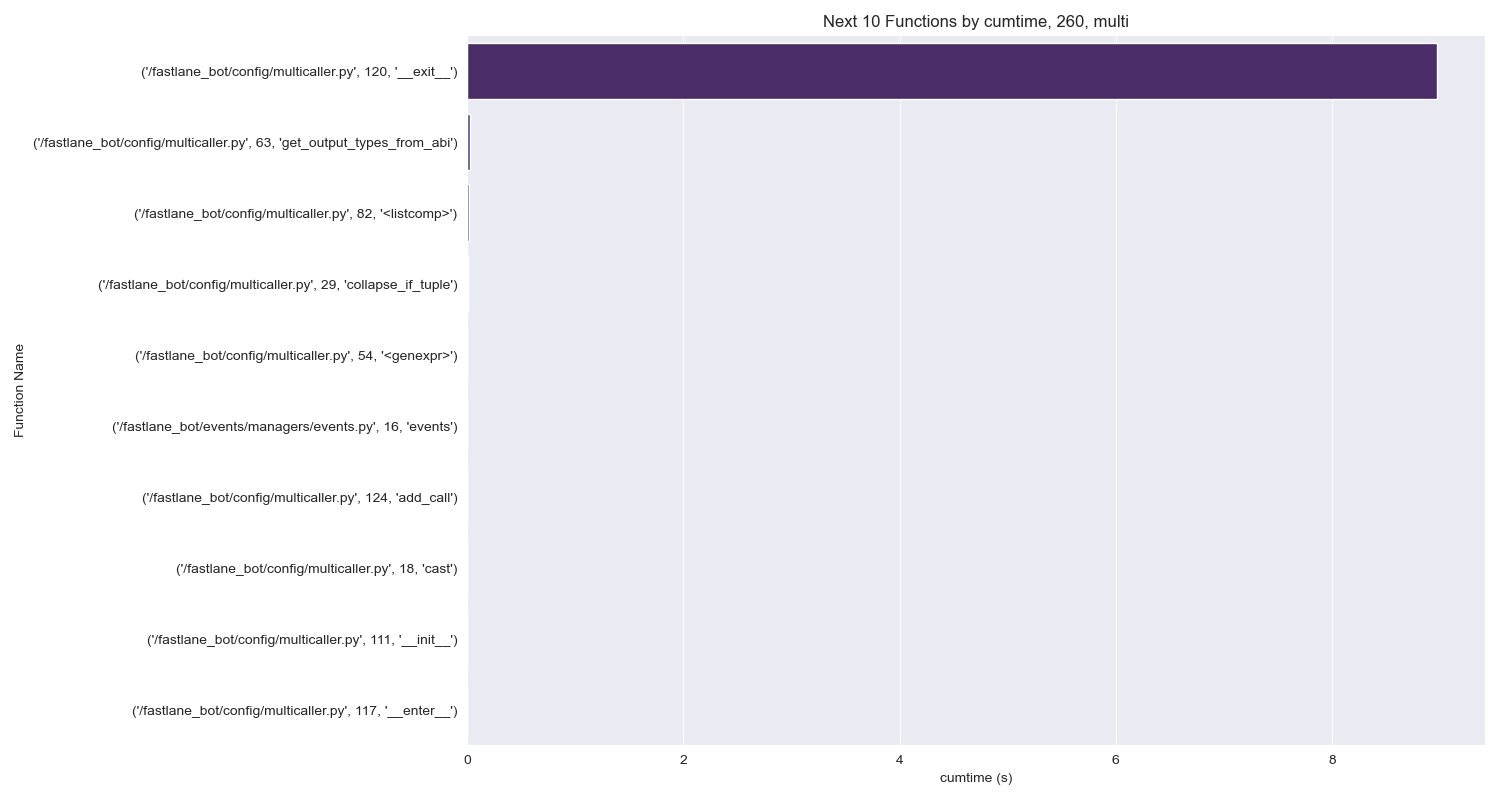 Next 10 Functions by cumtime, 260, multi
('/fastlane_bot/config/multicaller.py', 120, '__exit__')
('/fastlane_bot/config/multicaller.py', 63, 'get_output_types_from_abi')
('/fastlane_bot/config/multicaller.py', 82, '<listcomp>')
('/fastlane_bot/config/multicaller.py', 29, 'collapse_if_tuple')
('/fastlane_bot/config/multicaller.py', 54, '<genexpr>')
('/fastlane_bot/events/managers/events.py', 16, 'events')
('/fastlane_bot/config/multicaller.py', 124, 'add_call')
('/fastlane_bot/config/multicaller.py', 18, 'cast')
('/fastlane_bot/config/multicaller.py', 111, '__init__')
('/fastlane_bot/config/multicaller.py', 117, '__enter__')
Function Name
0 2 4 6 8
cumtime (s)